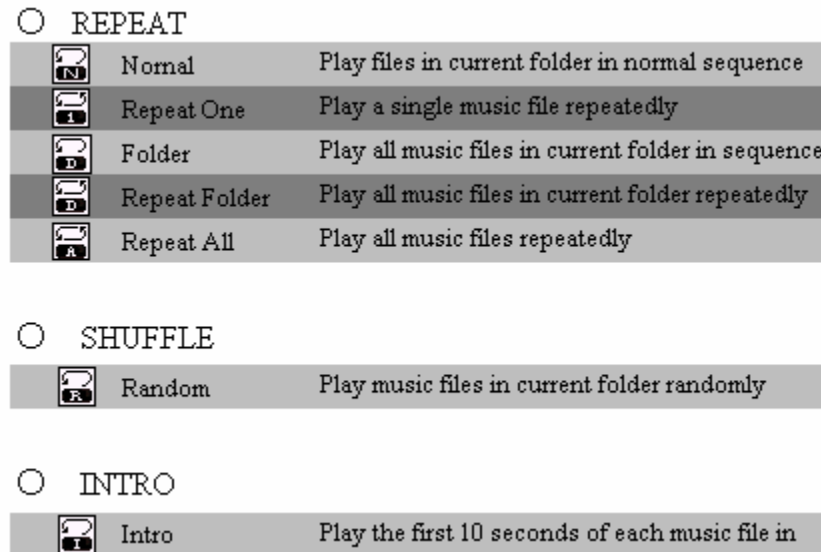 REPEAT
N Nomal Play files in current folder in normal sequence
1 Repeat One Play a single music file repeatedly
D Folder Play all music files in current folder in sequence
D Repeat Folder Play all music files in current folder repeatedly
A Repeat All Play all music files repeatedly
SHUFFLE
R Random Play music files in current folder randomly
INTRO
I Intro Play the first 10 seconds of each music file in